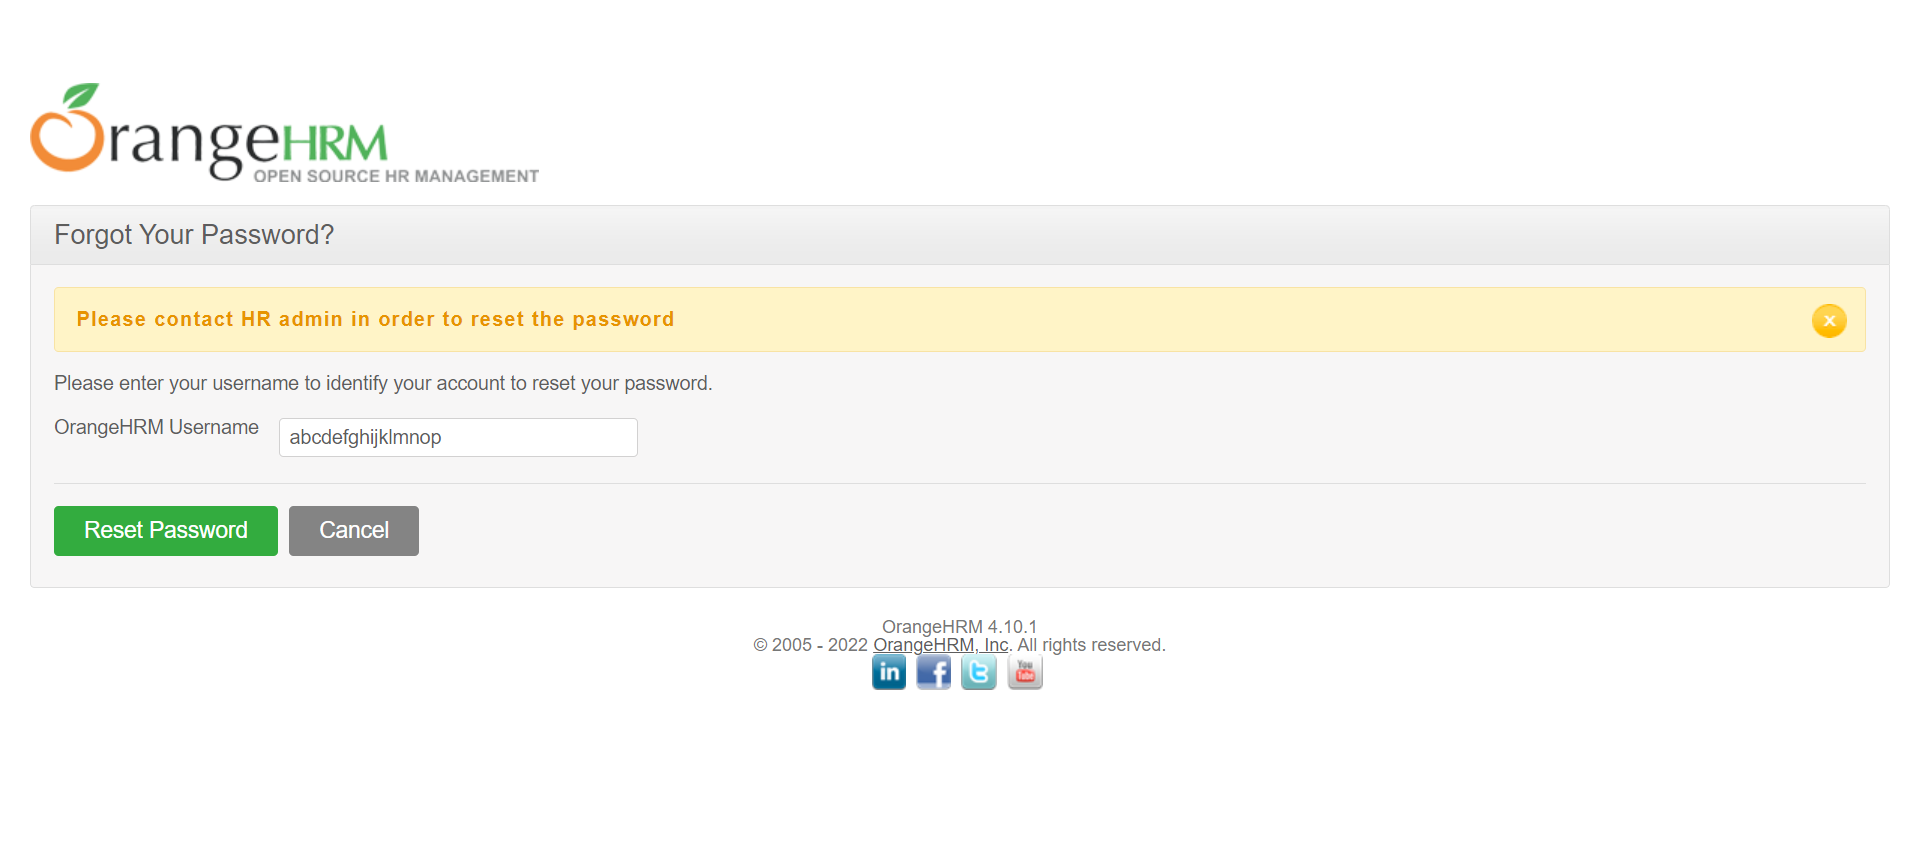 OrangeHRM
OPEN SOURCE HR MANAGEMENT
Forgot Your Password?
Please contact HR admin in order to reset the password
x
Please enter your username to identify your account to reset your password.
OrangeHRM Username abcdefghijklmnop
Reset Password Cancel
OrangeHRM 4.10.1
© 2005 - 2022 OrangeHRM, Inc. All rights reserved.
in f t You Tube